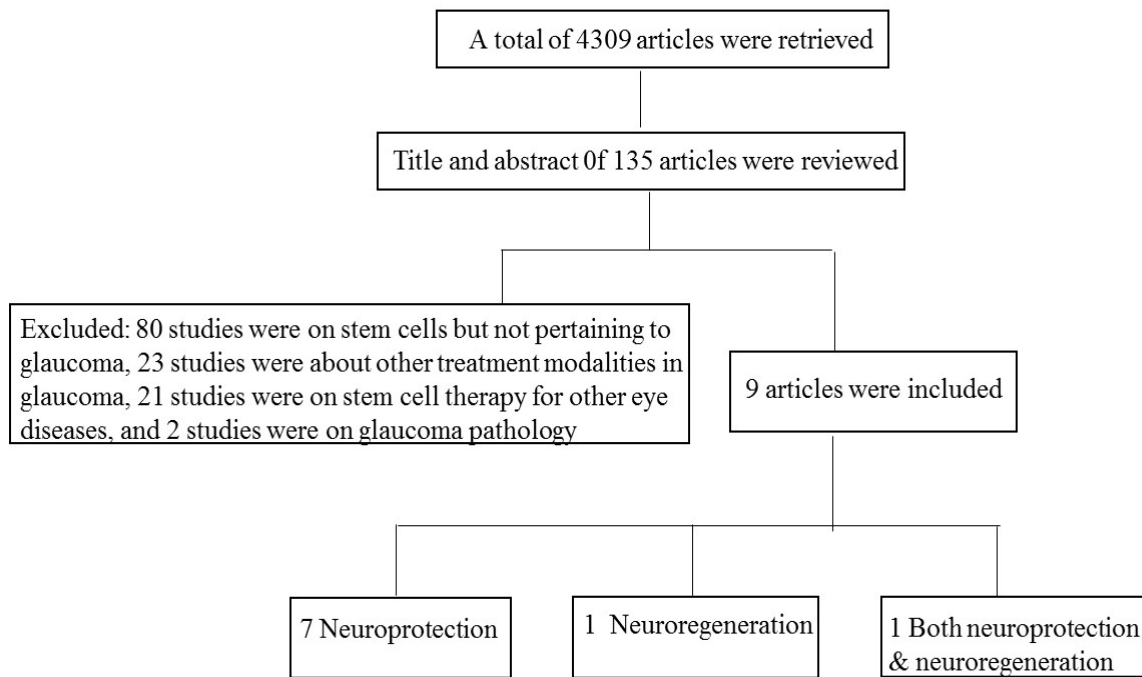 A total of 4309 articles were retrieved
Title and abstract 0f 135 articles were reviewed
Excluded: 80 studies were on stem cells but not pertaining to
glaucoma, 23 studies were about other treatment modalities in
glaucoma, 21 studies were on stem cell therapy for other eye
diseases, and 2 studies were on glaucoma pathology
9 articles were included
7 Neuroprotection
1 Neuroregeneration
1 Both neuroprotection
& neuroregeneration